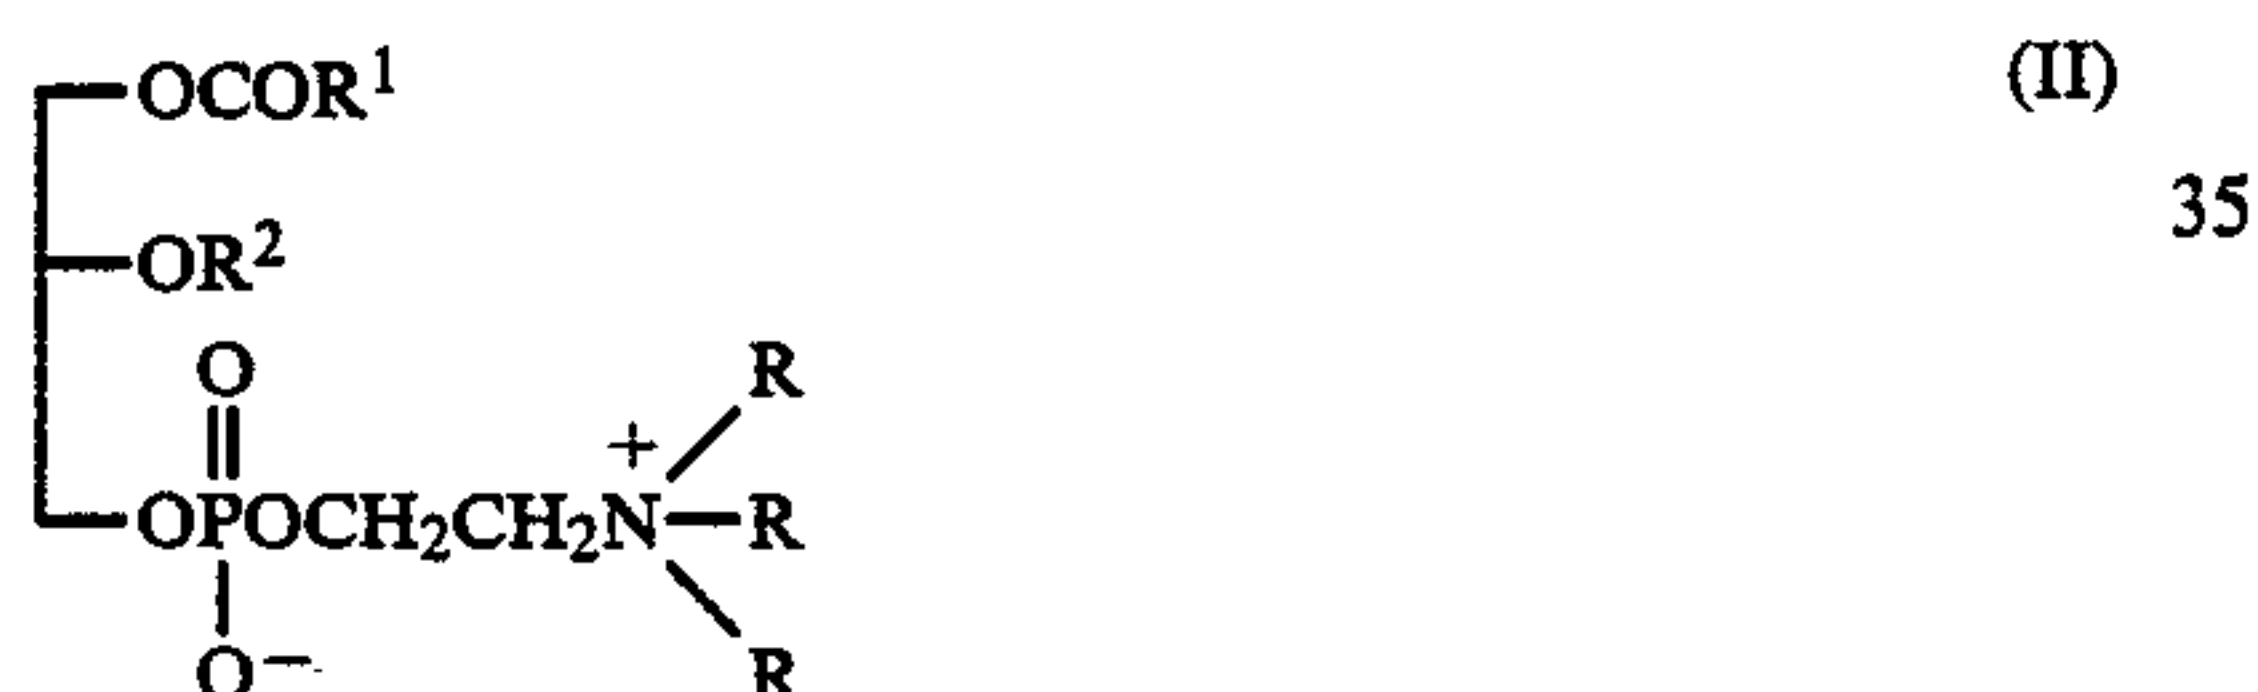 OCOR¹ (II)
35
OR²
O R
+
OPOCH₂CH₂N—R
O⁻ R